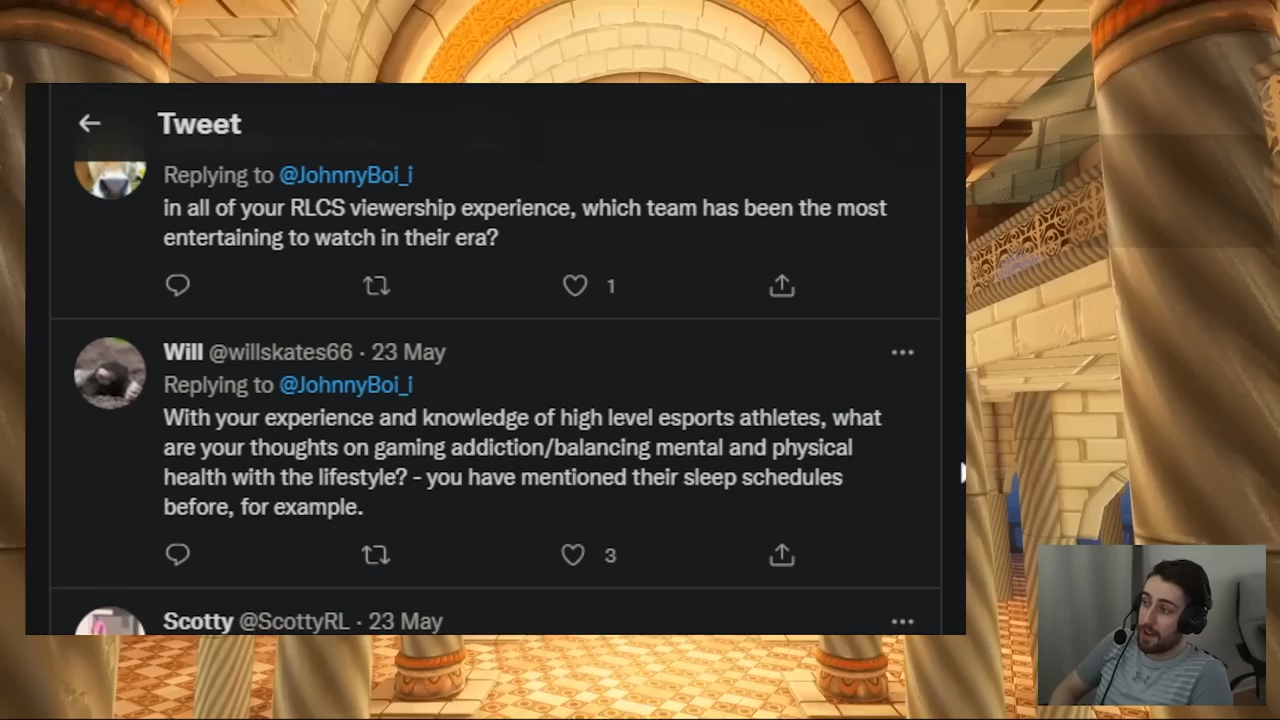 Tweet
Replying to @JohnnyBoi_i
in all of your RLCS viewership experience, which team has been the most
entertaining to watch in their era?
1
Will @willskates66 · 23 May
Replying to @JohnnyBoi_i
With your experience and knowledge of high level esports athletes, what
are your thoughts on gaming addiction/balancing mental and physical
health with the lifestyle? - you have mentioned their sleep schedules
before, for example.
3
Scotty @ScottyRL · 23 May